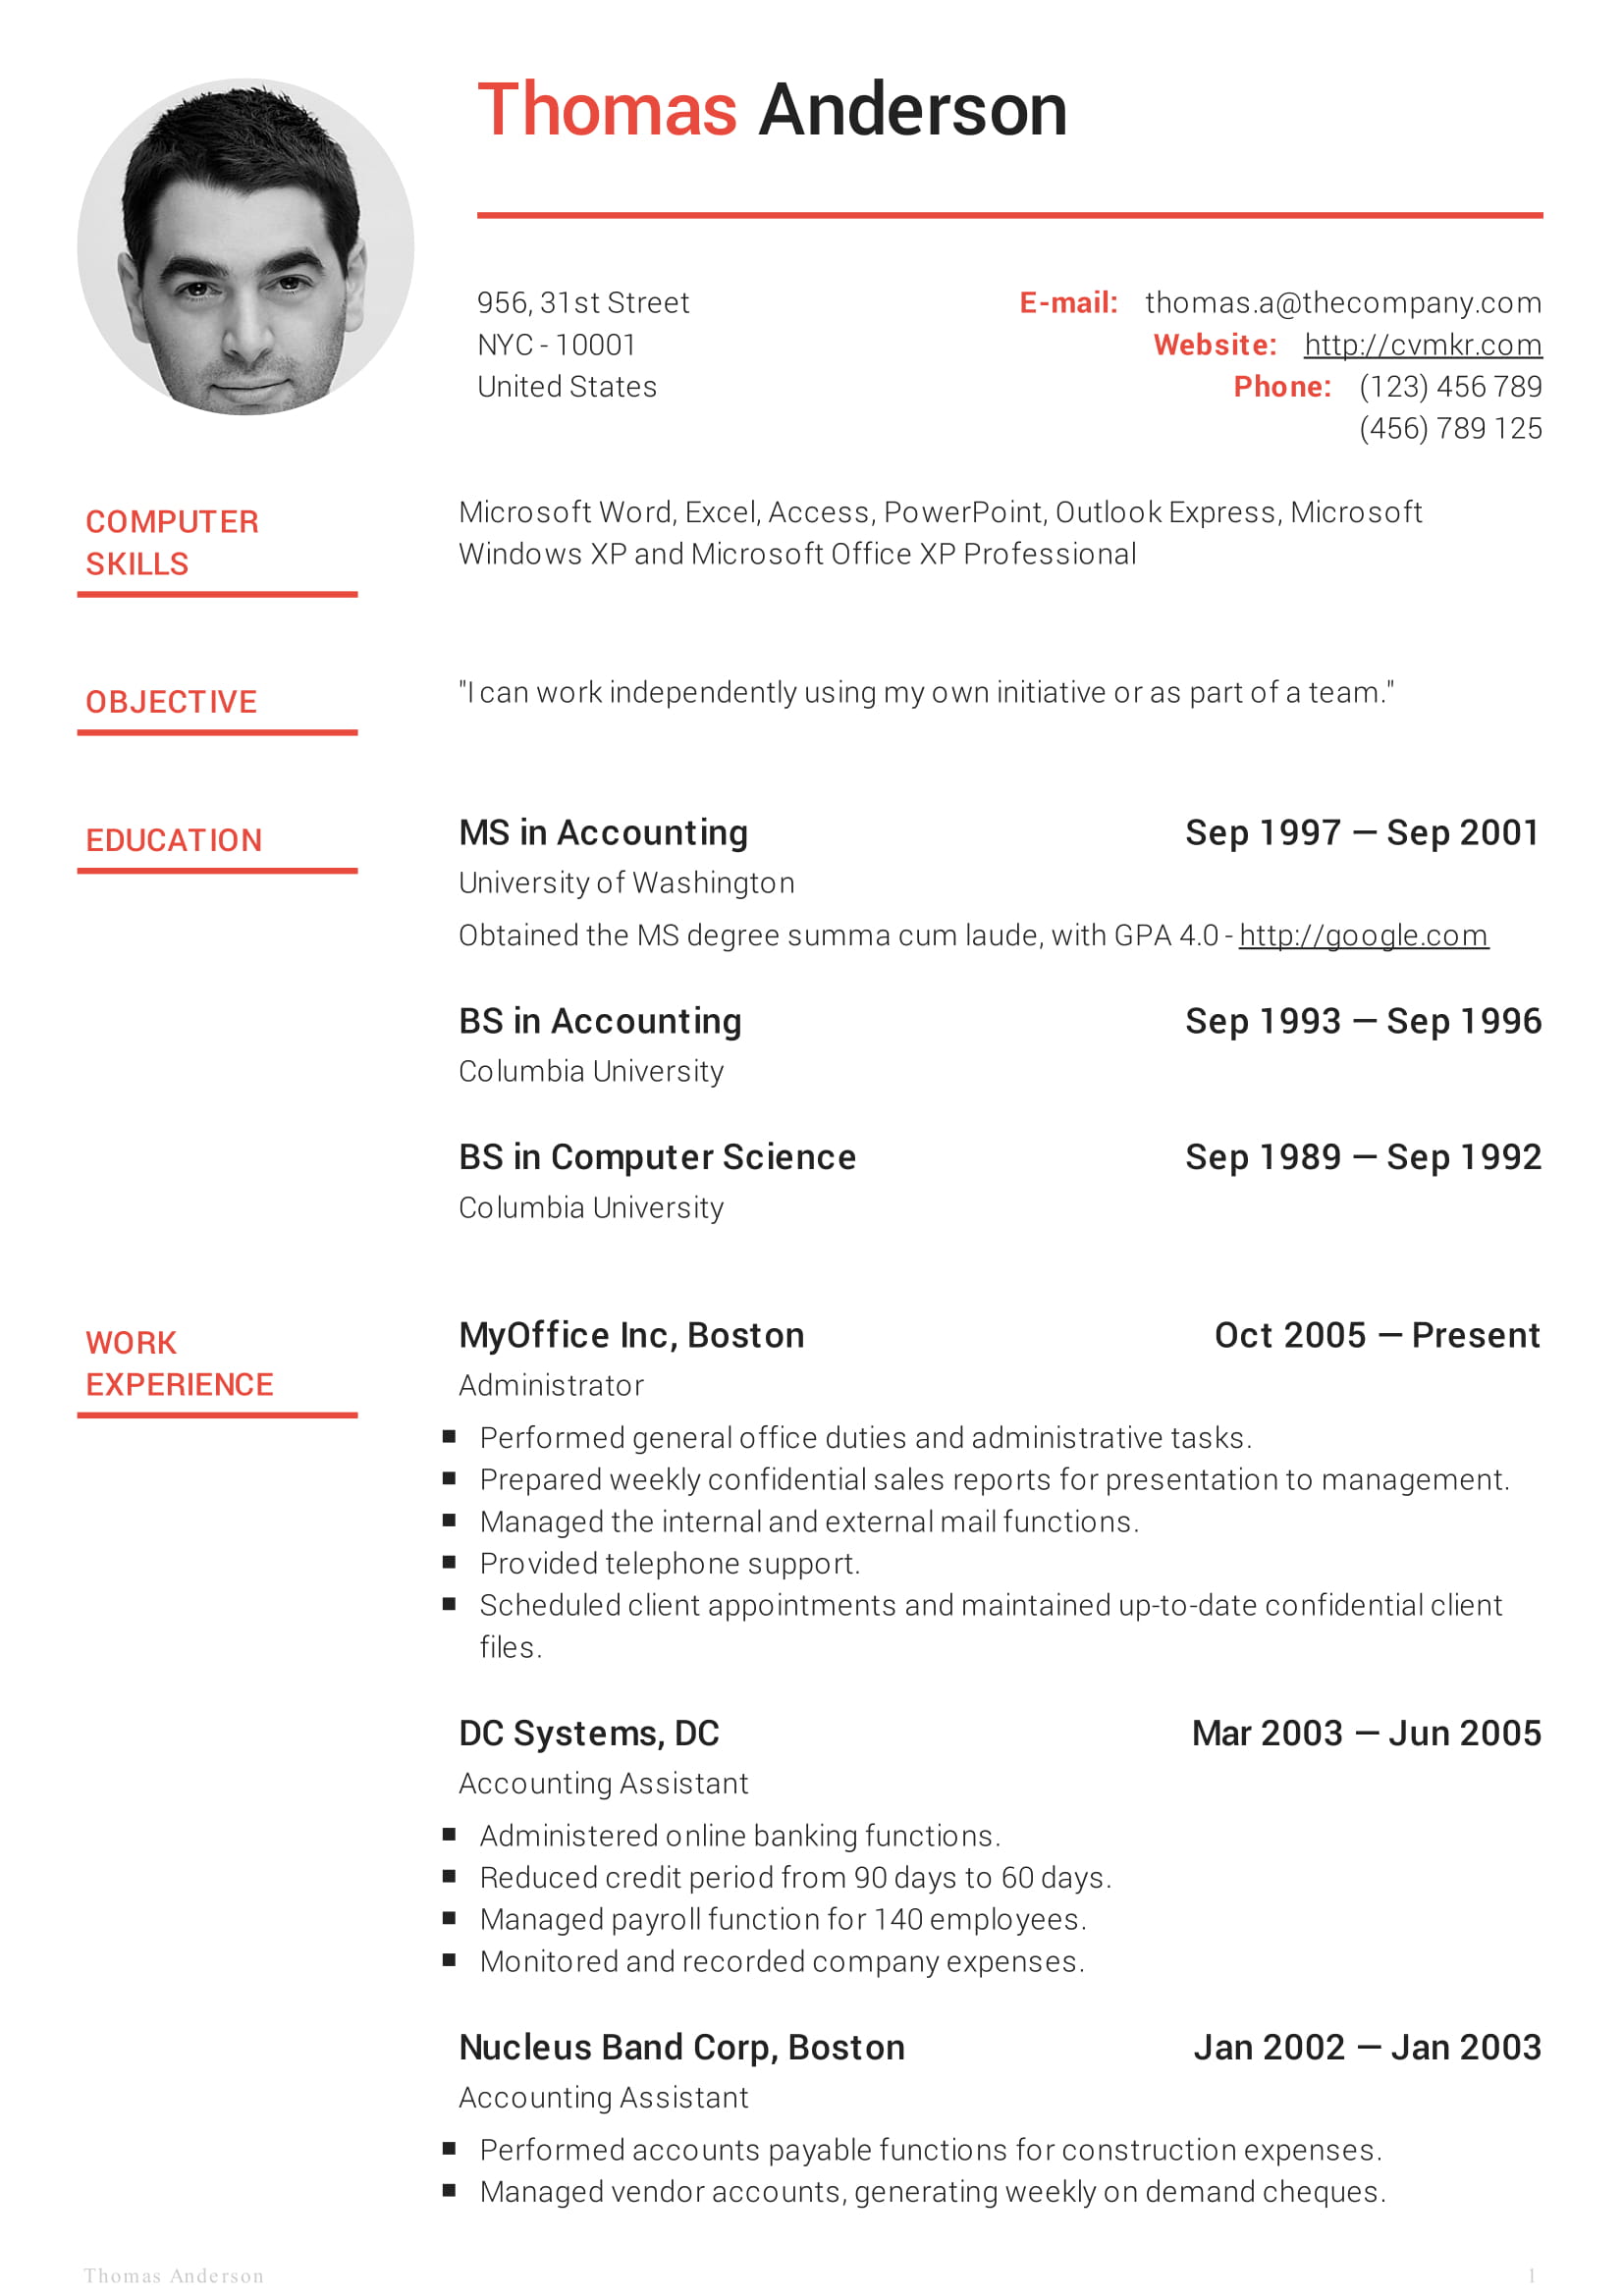 Thomas Anderson
956, 31st Street
NYC - 10001
United States
E-mail: thomas.a@thecompany.com
Website: http://cvmkr.com
Phone: (123) 456 789
(456) 789 125
COMPUTER
SKILLS
Microsoft Word, Excel, Access, PowerPoint, Outlook Express, Microsoft
Windows XP and Microsoft Office XP Professional
OBJECTIVE
"I can work independently using my own initiative or as part of a team."
EDUCATION
MS in Accounting Sep 1997 — Sep 2001
University of Washington
Obtained the MS degree summa cum laude, with GPA 4.0 - http://google.com
BS in Accounting Sep 1993 — Sep 1996
Columbia University
BS in Computer Science Sep 1989 — Sep 1992
Columbia University
WORK
EXPERIENCE
MyOffice Inc, Boston Oct 2005 — Present
Administrator
■ Performed general office duties and administrative tasks.
■ Prepared weekly confidential sales reports for presentation to management.
■ Managed the internal and external mail functions.
■ Provided telephone support.
■ Scheduled client appointments and maintained up-to-date confidential client
files.
DC Systems, DC Mar 2003 — Jun 2005
Accounting Assistant
■ Administered online banking functions.
■ Reduced credit period from 90 days to 60 days.
■ Managed payroll function for 140 employees.
■ Monitored and recorded company expenses.
Nucleus Band Corp, Boston Jan 2002 — Jan 2003
Accounting Assistant
■ Performed accounts payable functions for construction expenses.
■ Managed vendor accounts, generating weekly on demand cheques.
Thomas Anderson 1